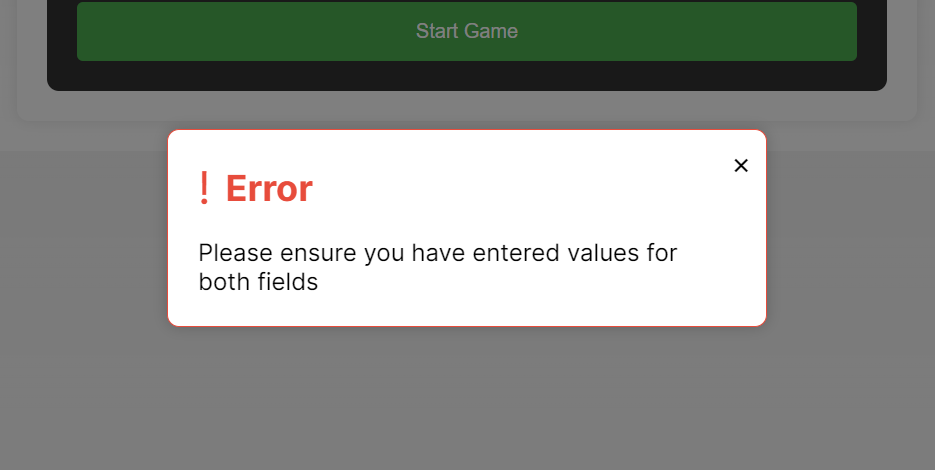 Start Game
×
! Error
Please ensure you have entered values for
both fields